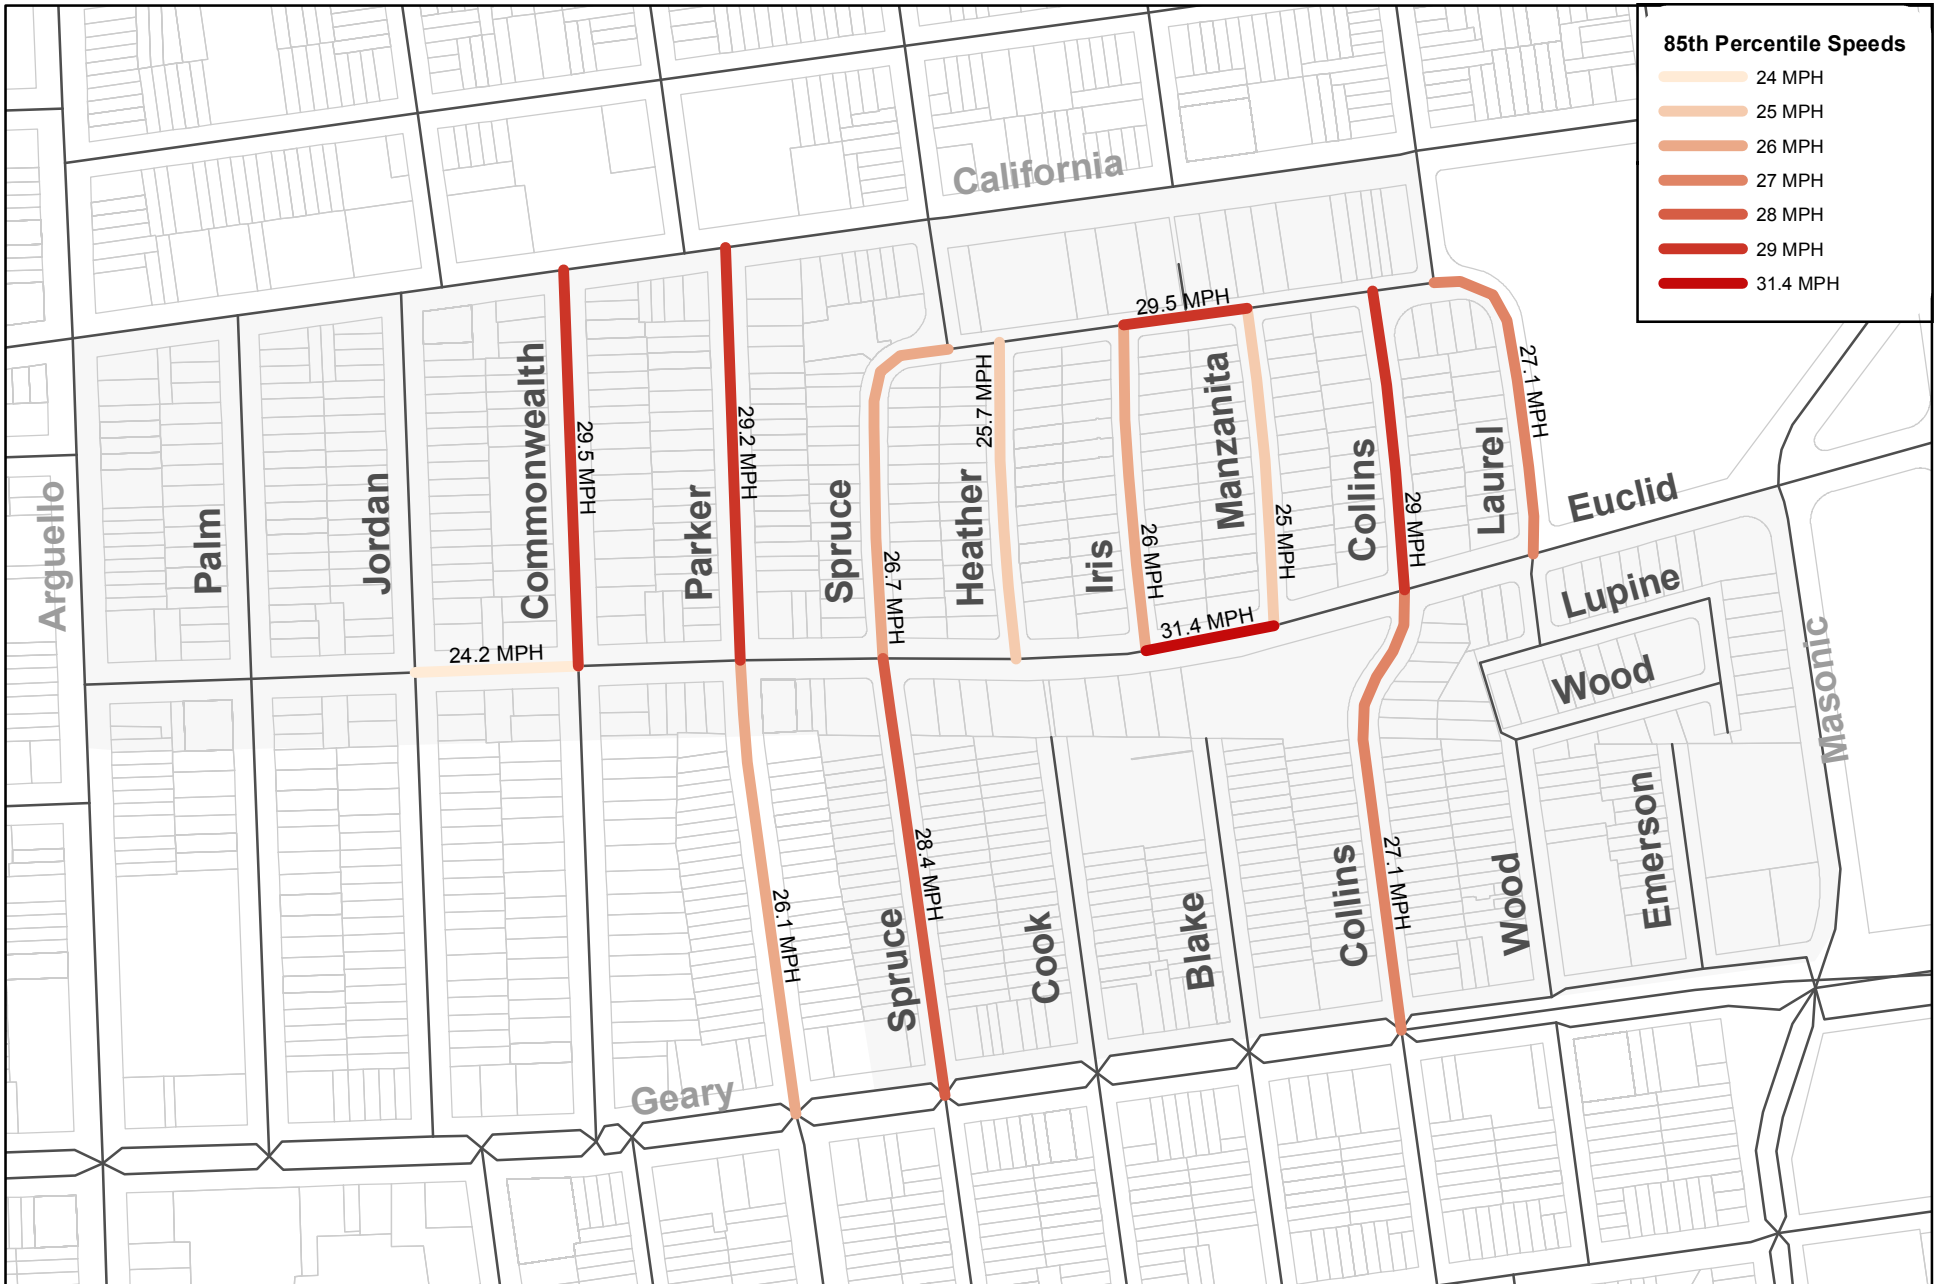 85th Percentile Speeds
24 MPH
25 MPH
26 MPH
27 MPH
28 MPH
29 MPH
31.4 MPH
California
29.5 MPH
Commonwealth
29.5 MPH
29.2 MPH
25.7 MPH
Manzanita
27.1 MPH
Arguello
Palm
Jordan
Parker
Spruce
Heather
Iris
Collins
Laurel
Euclid
26.7 MPH
26 MPH
25 MPH
29 MPH
Lupine
24.2 MPH
31.4 MPH
Wood
Masonic
28.4 MPH
26.1 MPH
27.1 MPH
Spruce
Cook
Blake
Collins
Wood
Emerson
Geary